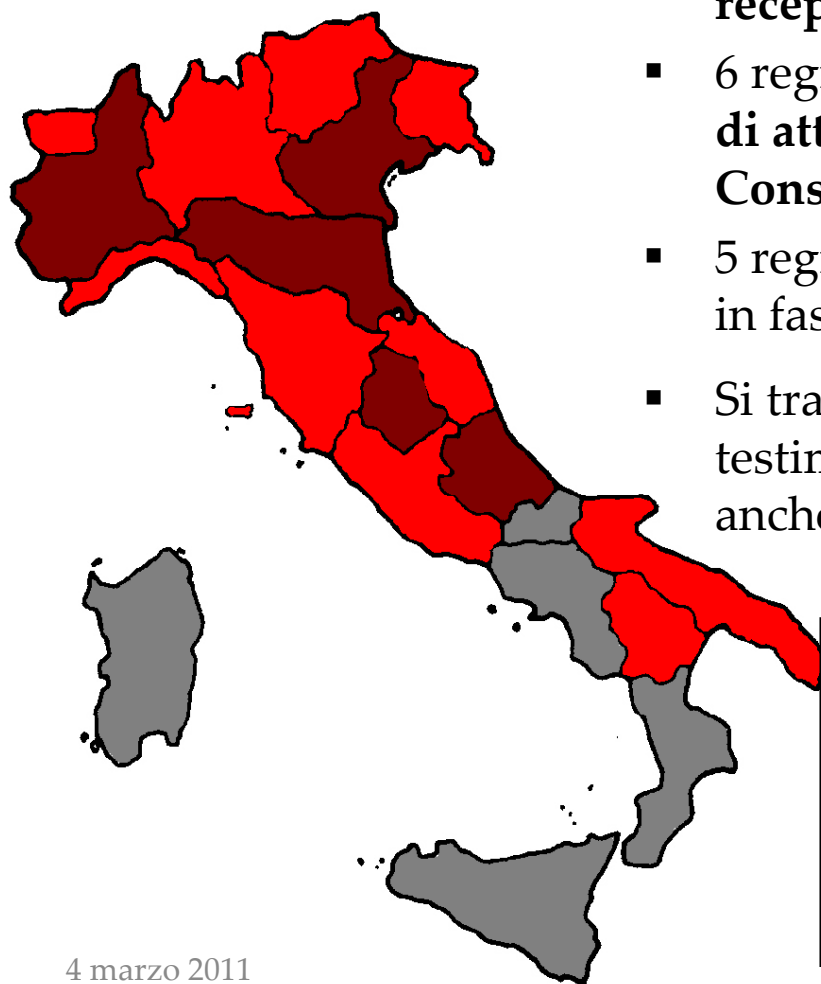 recep
▪ 6 reg
di att
Cons
▪ 5 reg
in fas
▪ Si tra
testin
anche
4 marzo 2011